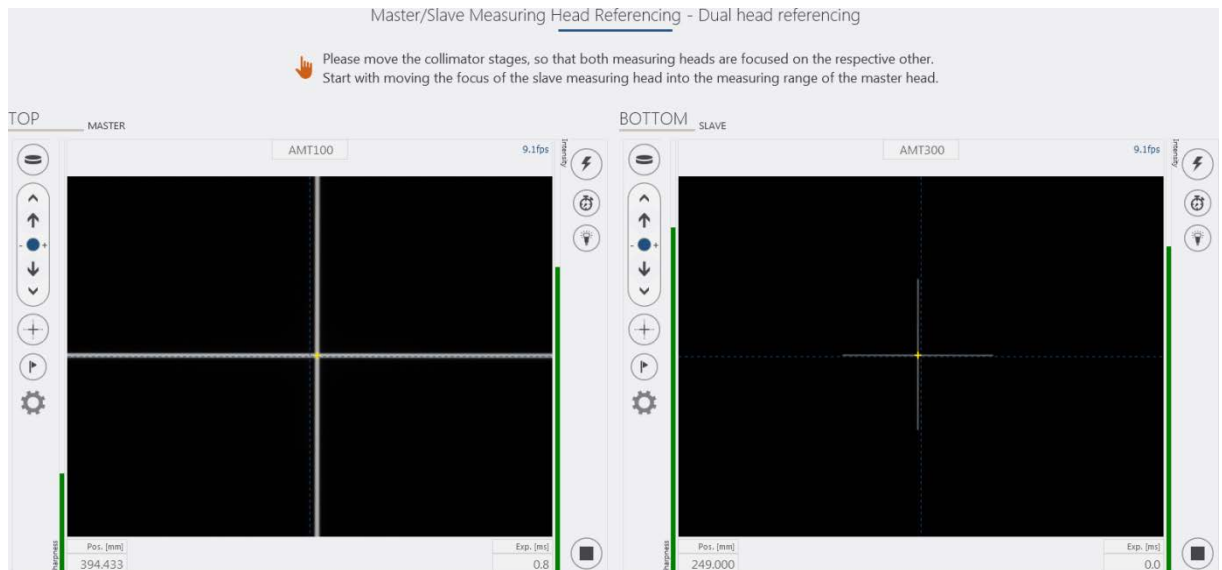 Master/Slave Measuring Head Referencing - Dual head referencing
Please move the collimator stages, so that both measuring heads are focused on the respective other.
Start with moving the focus of the slave measuring head into the measuring range of the master head.
TOP MASTER
AMT100
9.1fps
Intensity
- +
Pos. [mm]
394.433
Exp. [ms]
0.8
BOTTOM SLAVE
AMT300
9.1fps
Intensity
- +
Pos. [mm]
249.000
Exp. [ms]
0.0